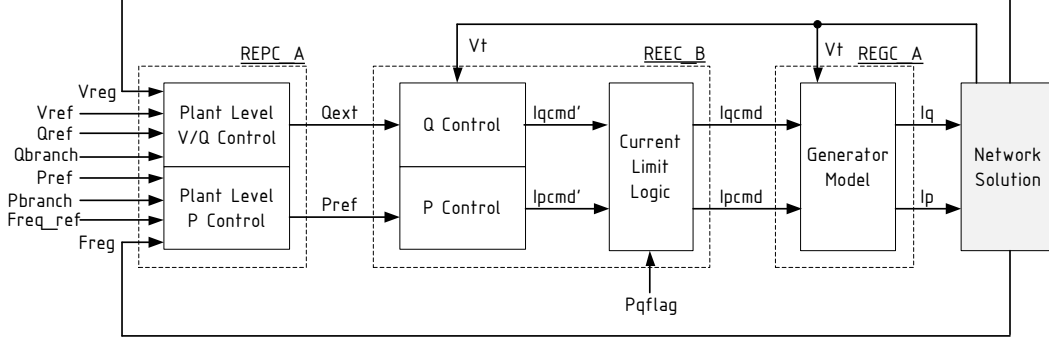 Vt
Vt
REPC_A
REEC_B
REGC_A
Vreg
Vref
Qref
Qbranch
Pref
Pbranch
Freq_ref
Freg
Plant Level
V/Q Control
Plant Level
P Control
Qext
Pref
Q Control
P Control
Iqcmd'
Ipcmd'
Current
Limit
Logic
Pqflag
Iqcmd
Ipcmd
Generator
Model
Iq
Ip
Network
Solution